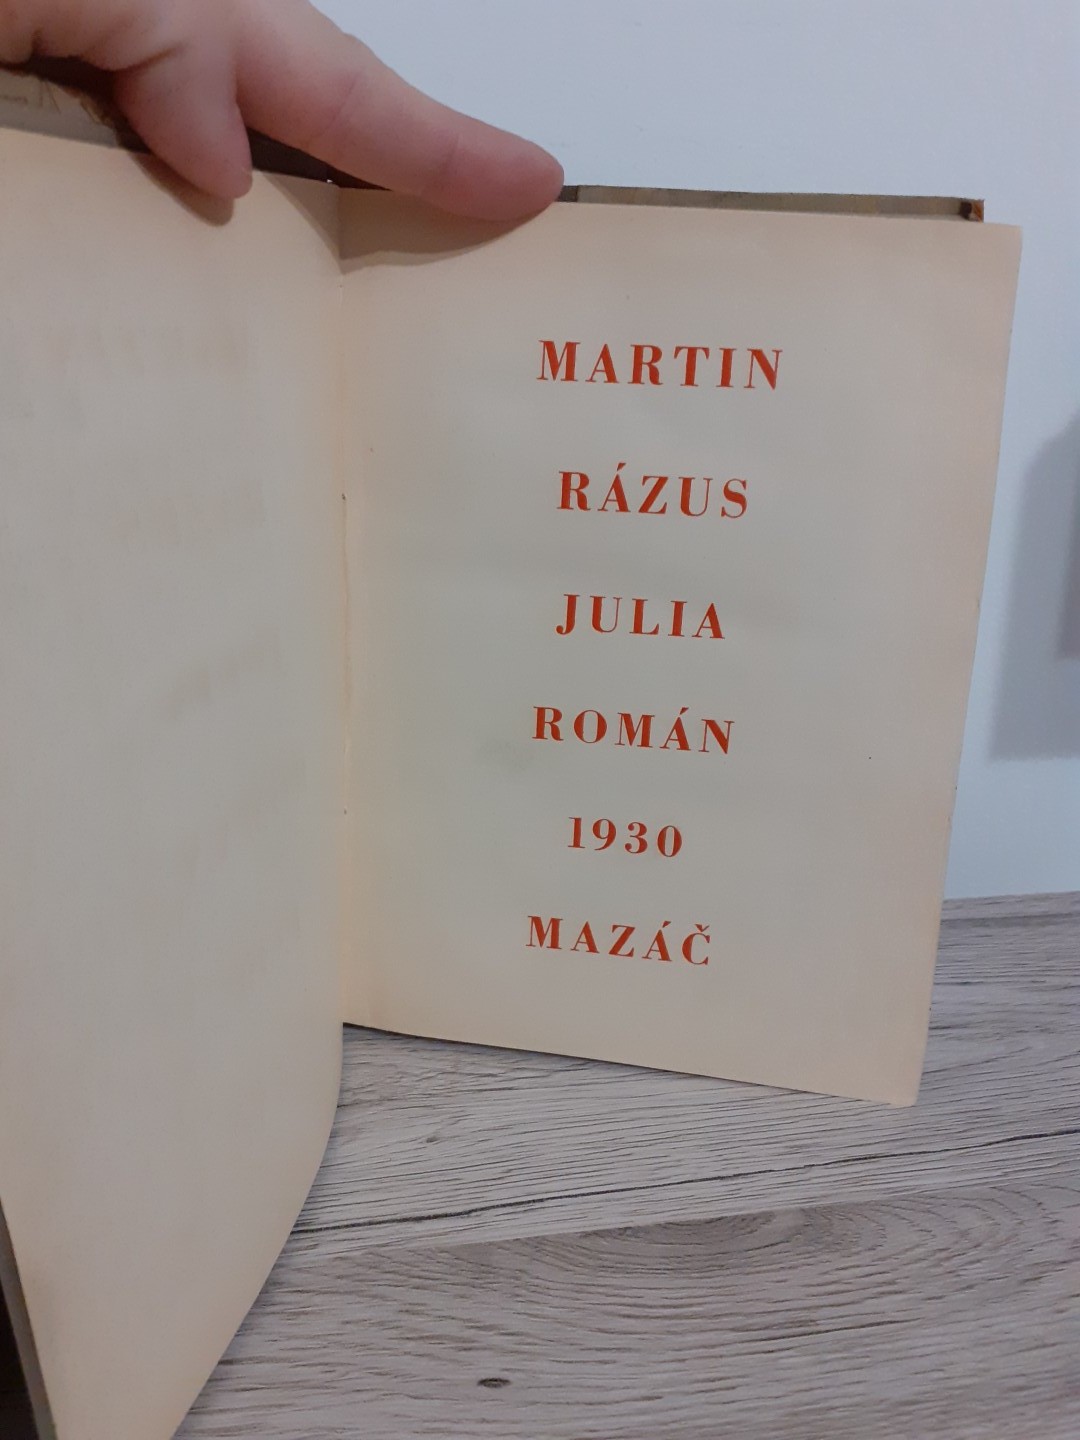 MARTIN
RÁZUS
JULIA
ROMÁN
1930
MAZÁČ